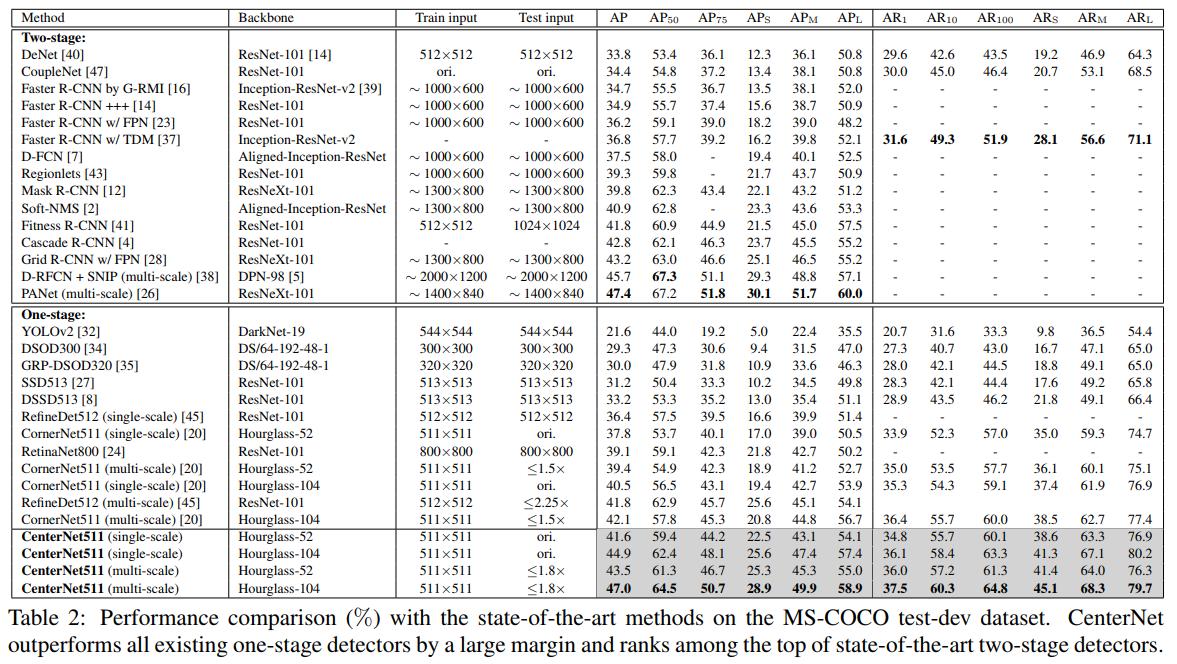 Method Backbone Train input Test input AP AP50 AP75 APS APM APL AR1 AR10 AR100 ARS ARM ARL
Two-stage:
DeNet [40] ResNet-101 [14] 512×512 512×512 33.8 53.4 36.1 12.3 36.1 50.8 29.6 42.6 43.5 19.2 46.9 64.3
CoupleNet [47] ResNet-101 ori. ori. 34.4 54.8 37.2 13.4 38.1 50.8 30.0 45.0 46.4 20.7 53.1 68.5
Faster R-CNN by G-RMI [16] Inception-ResNet-v2 [39] ∼ 1000×600 ∼ 1000×600 34.7 55.5 36.7 13.5 38.1 52.0 - - - - - -
Faster R-CNN +++ [14] ResNet-101 ∼ 1000×600 ∼ 1000×600 34.9 55.7 37.4 15.6 38.7 50.9 - - - - - -
Faster R-CNN w/ FPN [23] ResNet-101 ∼ 1000×600 ∼ 1000×600 36.2 59.1 39.0 18.2 39.0 48.2 - - - - - -
Faster R-CNN w/ TDM [37] Inception-ResNet-v2 - - 36.8 57.7 39.2 16.2 39.8 52.1 31.6 49.3 51.9 28.1 56.6 71.1
D-FCN [7] Aligned-Inception-ResNet ∼ 1000×600 ∼ 1000×600 37.5 58.0 - 19.4 40.1 52.5 - - - - - -
Regionlets [43] ResNet-101 ∼ 1000×600 ∼ 1000×600 39.3 59.8 - 21.7 43.7 50.9 - - - - - -
Mask R-CNN [12] ResNeXt-101 ∼ 1300×800 ∼ 1300×800 39.8 62.3 43.4 22.1 43.2 51.2 - - - - - -
Soft-NMS [2] Aligned-Inception-ResNet ∼ 1300×800 ∼ 1300×800 40.9 62.8 - 23.3 43.6 53.3 - - - - - -
Fitness R-CNN [41] ResNet-101 512×512 1024×1024 41.8 60.9 44.9 21.5 45.0 57.5 - - - - - -
Cascade R-CNN [4] ResNet-101 - - 42.8 62.1 46.3 23.7 45.5 55.2 - - - - - -
Grid R-CNN w/ FPN [28] ResNeXt-101 ∼ 1300×800 ∼ 1300×800 43.2 63.0 46.6 25.1 46.5 55.2 - - - - - -
D-RFCN + SNIP (multi-scale) [38] DPN-98 [5] ∼ 2000×1200 ∼ 2000×1200 45.7 67.3 51.1 29.3 48.8 57.1 - - - - - -
PANet (multi-scale) [26] ResNeXt-101 ∼ 1400×840 ∼ 1400×840 47.4 67.2 51.8 30.1 51.7 60.0 - - - - - -
One-stage:
YOLOv2 [32] DarkNet-19 544×544 544×544 21.6 44.0 19.2 5.0 22.4 35.5 20.7 31.6 33.3 9.8 36.5 54.4
DSOD300 [34] DS/64-192-48-1 300×300 300×300 29.3 47.3 30.6 9.4 31.5 47.0 27.3 40.7 43.0 16.7 47.1 65.0
GRP-DSOD320 [35] DS/64-192-48-1 320×320 320×320 30.0 47.9 31.8 10.9 33.6 46.3 28.0 42.1 44.5 18.8 49.1 65.0
SSD513 [27] ResNet-101 513×513 513×513 31.2 50.4 33.3 10.2 34.5 49.8 28.3 42.1 44.4 17.6 49.2 65.8
DSSD513 [8] ResNet-101 513×513 513×513 33.2 53.3 35.2 13.0 35.4 51.1 28.9 43.5 46.2 21.8 49.1 66.4
RefineDet512 (single-scale) [45] ResNet-101 512×512 512×512 36.4 57.5 39.5 16.6 39.9 51.4 - - - - - -
CornerNet511 (single-scale) [20] Hourglass-52 511×511 ori. 37.8 53.7 40.1 17.0 39.0 50.5 33.9 52.3 57.0 35.0 59.3 74.7
RetinaNet800 [24] ResNet-101 800×800 800×800 39.1 59.1 42.3 21.8 42.7 50.2 - - - - - -
CornerNet511 (multi-scale) [20] Hourglass-52 511×511 ≤1.5× 39.4 54.9 42.3 18.9 41.2 52.7 35.0 53.5 57.7 36.1 60.1 75.1
CornerNet511 (single-scale) [20] Hourglass-104 511×511 ori. 40.5 56.5 43.1 19.4 42.7 53.9 35.3 54.3 59.1 37.4 61.9 76.9
RefineDet512 (multi-scale) [45] ResNet-101 512×512 ≤2.25× 41.8 62.9 45.7 25.6 45.1 54.1
CornerNet511 (multi-scale) [20] Hourglass-104 511×511 ≤1.5× 42.1 57.8 45.3 20.8 44.8 56.7 36.4 55.7 60.0 38.5 62.7 77.4
CenterNet511 (single-scale) Hourglass-52 511×511 ori. 41.6 59.4 44.2 22.5 43.1 54.1 34.8 55.7 60.1 38.6 63.3 76.9
CenterNet511 (single-scale) Hourglass-104 511×511 ori. 44.9 62.4 48.1 25.6 47.4 57.4 36.1 58.4 63.3 41.3 67.1 80.2
CenterNet511 (multi-scale) Hourglass-52 511×511 ≤1.8× 43.5 61.3 46.7 25.3 45.3 55.0 36.0 57.2 61.3 41.4 64.0 76.3
CenterNet511 (multi-scale) Hourglass-104 511×511 ≤1.8× 47.0 64.5 50.7 28.9 49.9 58.9 37.5 60.3 64.8 45.1 68.3 79.7
Table 2: Performance comparison (%) with the state-of-the-art methods on the MS-COCO test-dev dataset. CenterNet
outperforms all existing one-stage detectors by a large margin and ranks among the top of state-of-the-art two-stage detectors.